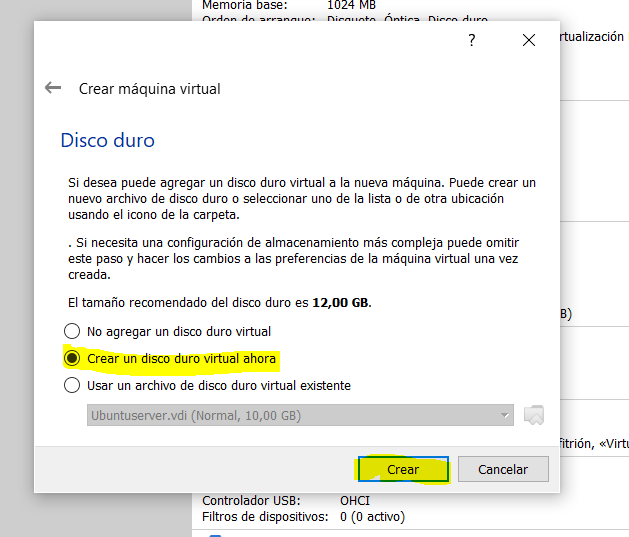 Memoria base: 1024 MB
Orden de arranque: Disquete, Óptica, Disco duro
rtualización
?
Crear máquina virtual
Disco duro
Si desea puede agregar un disco duro virtual a la nueva máquina. Puede crear un
nuevo archivo de disco duro o seleccionar uno de la lista o de otra ubicación
usando el icono de la carpeta.
. Si necesita una configuración de almacenamiento más compleja puede omitir
este paso y hacer los cambios a las preferencias de la máquina virtual una vez
creada.
El tamaño recomendado del disco duro es 12,00 GB.
B)
No agregar un disco duro virtual
Crear un disco duro virtual ahora
Usar un archivo de disco duro virtual existente
Ubuntuserver.vdi (Normal, 10,00 GB)
fitrión, «Virtu
Crear
Cancelar
Controlador USB: OHCI
Filtros de dispositivos: 0 (0 activo)